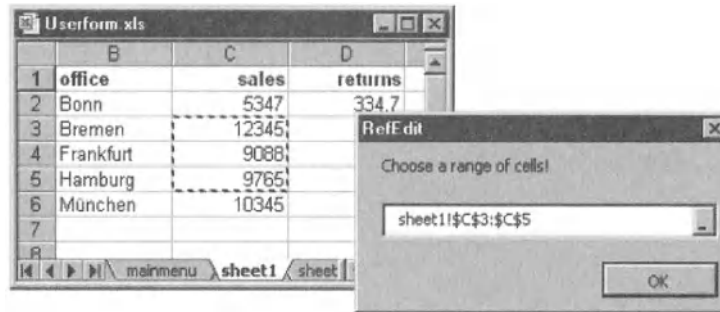 Userform.xls
B C D
1 office sales returns
2 Bonn 5347 334.7
3 Bremen 12345
4 Frankfurt 9088
5 Hamburg 9765
6 München 10345
7
8
mainmenu sheet1 sheet
RefEdit
Choose a range of cells!
sheet1!$C$3:$C$5
OK